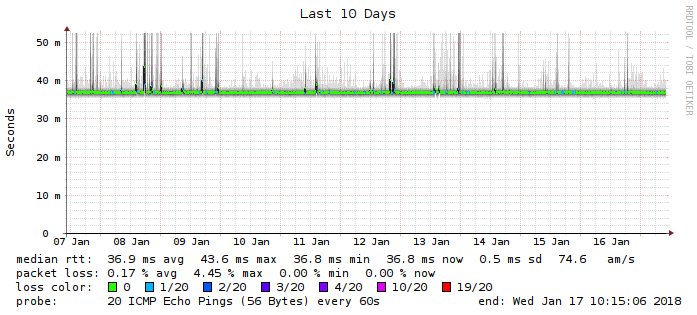 Last 10 Days
RRDTOOL / TOBI OETIKER
Seconds
50 m
40 m
30 m
20 m
10 m
0
07 Jan 08 Jan 09 Jan 10 Jan 11 Jan 12 Jan 13 Jan 14 Jan 15 Jan 16 Jan
median rtt: 36.9 ms avg 43.6 ms max 36.8 ms min 36.8 ms now 0.5 ms sd 74.6 am/s
packet loss: 0.17 % avg 4.45 % max 0.00 % min 0.00 % now
loss color: 0 1/20 2/20 3/20 4/20 10/20 19/20
probe: 20 ICMP Echo Pings (56 Bytes) every 60s end: Wed Jan 17 10:15:06 2018